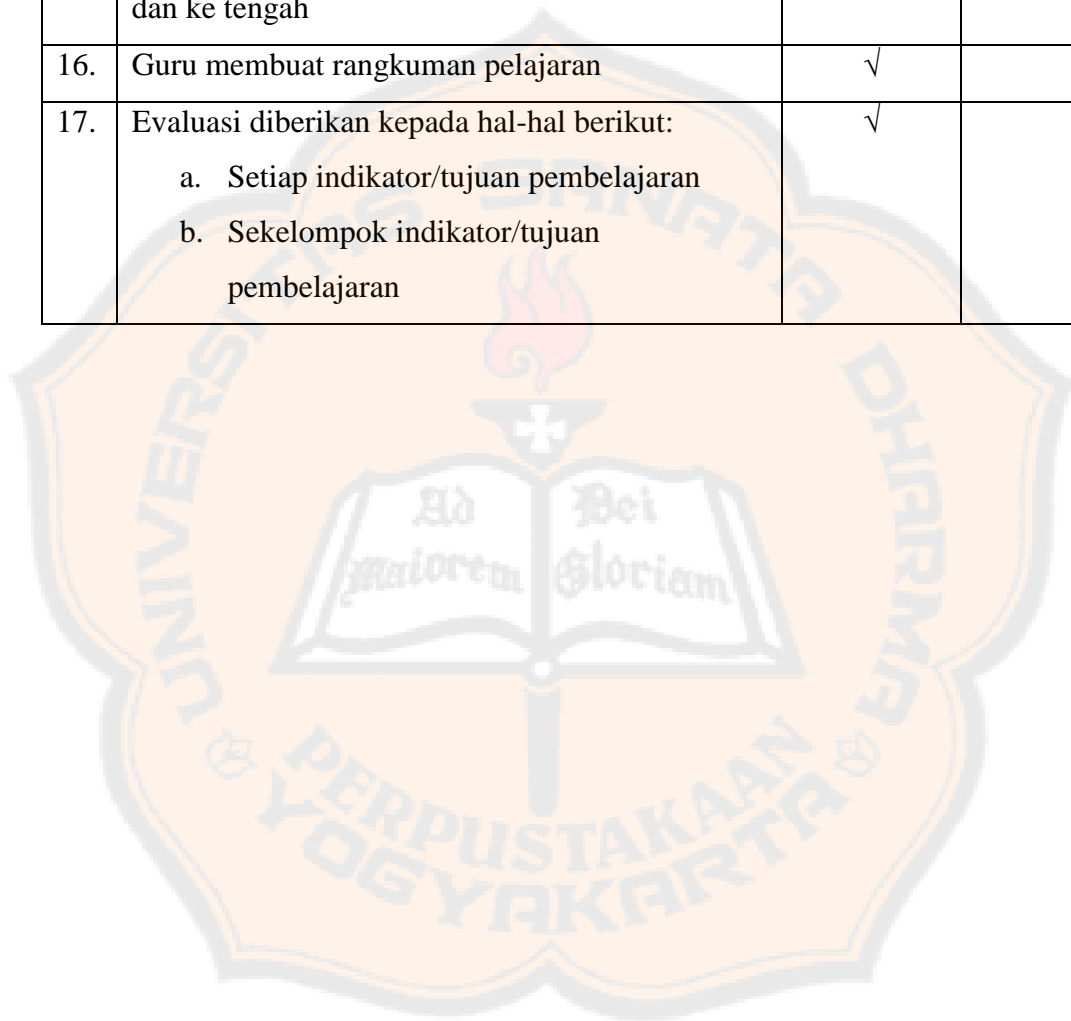 dan ke tengah
16. Guru membuat rangkuman pelajaran √
17. Evaluasi diberikan kepada hal-hal berikut: √
a. Setiap indikator/tujuan pembelajaran
b. Sekelompok indikator/tujuan
pembelajaran
UNIVERSITAS SANATA DHARMA
Ad Dei
Maiorem Gloriam
PERPUSTAKAAN
YOGYAKARTA